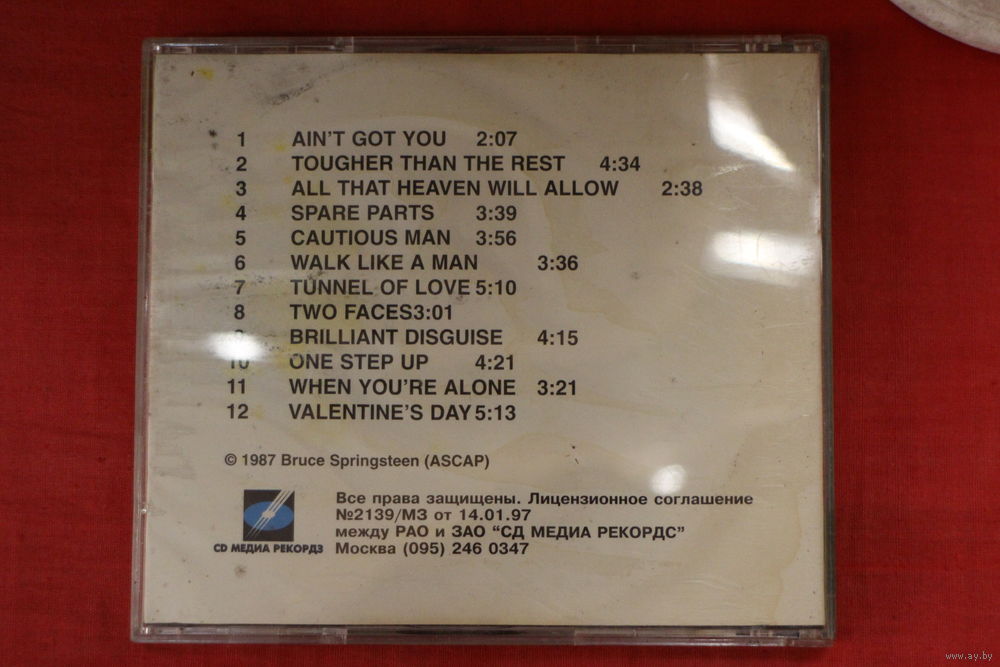 1 AIN'T GOT YOU 2:07
2 TOUGHER THAN THE REST 4:34
3 ALL THAT HEAVEN WILL ALLOW 2:38
4 SPARE PARTS 3:39
5 CAUTIOUS MAN 3:56
6 WALK LIKE A MAN 3:36
7 TUNNEL OF LOVE 5:10
8 TWO FACES3:01
9 BRILLIANT DISGUISE 4:15
10 ONE STEP UP 4:21
11 WHEN YOU'RE ALONE 3:21
12 VALENTINE'S DAY 5:13
© 1987 Bruce Springsteen (ASCAP)
CD МЕДИА РЕКОРДЗ
Все права защищены. Лицензионное соглашение
№2139/МЗ от 14.01.97
между РАО и ЗАО "СД МЕДИА РЕКОРДС"
Москва (095) 246 0347
www.ay.by